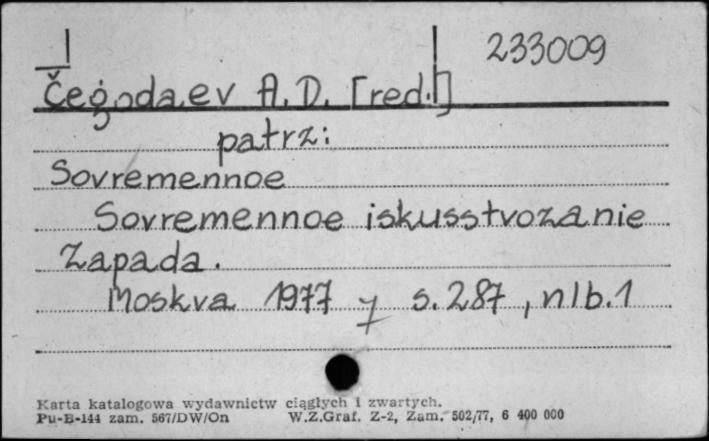 233009
Čegodaev A. D. [red.]
patrz:
Sovremennoe
Sovremennoe iskusstvozanie
Zapada.
Moskva 1977 y s. 287, nlb. 1
Karta katalogowa wydawnictw ciągłych i zwartych.
Pu-B-144 zam. 567/DW/On W.Z.Graf. Z-2, Zam. 502/77, 6 400 000